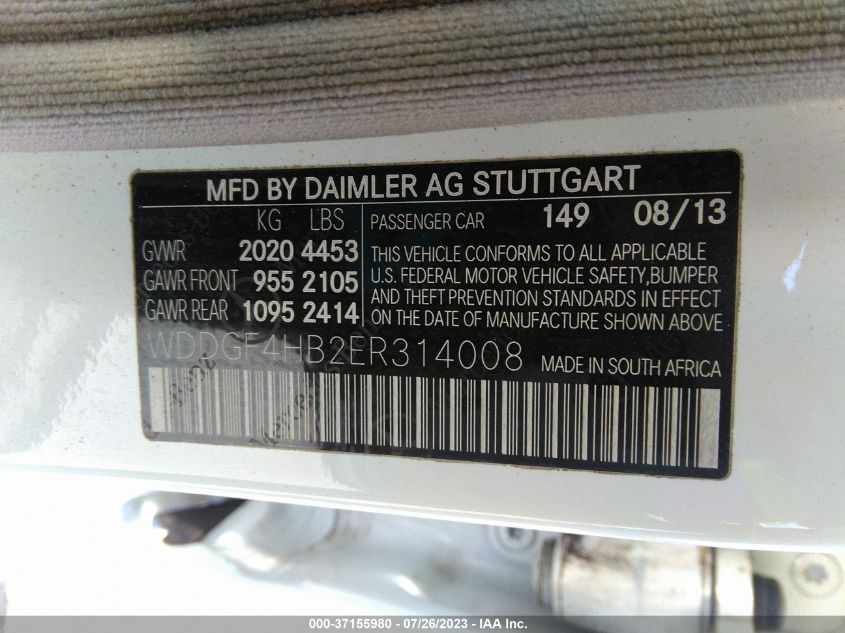 MFD BY DAIMLER AG STUTTGART
KG LBS
GVWR 2020 4453
GAWR FRONT 955 2105
GAWR REAR 1095 2414
PASSENGER CAR 149 08/13
THIS VEHICLE CONFORMS TO ALL APPLICABLE
U.S. FEDERAL MOTOR VEHICLE SAFETY,BUMPER
AND THEFT PREVENTION STANDARDS IN EFFECT
ON THE DATE OF MANUFACTURE SHOWN ABOVE.
WDDGF4HB2ER314008 MADE IN SOUTH AFRICA
000-37155980 - 07/26/2023 - IAA Inc.